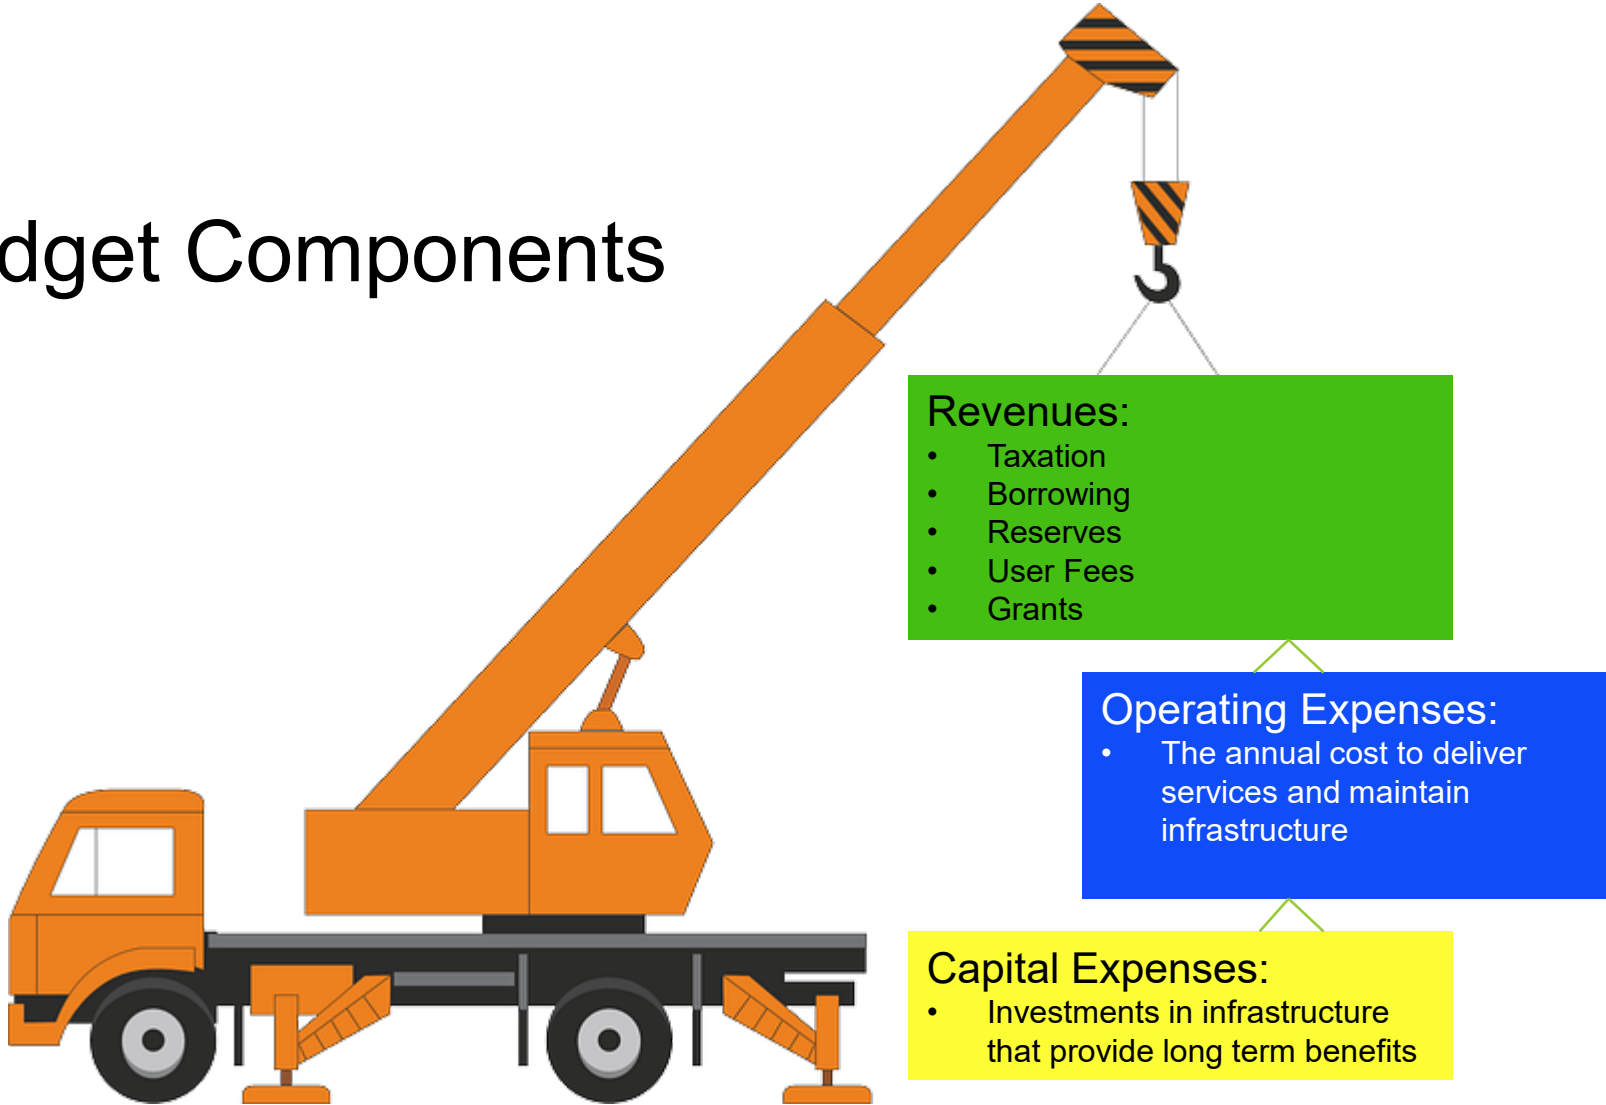 dget Components
Revenues:
• Taxation
• Borrowing
• Reserves
• User Fees
• Grants
Operating Expenses:
• The annual cost to deliver
services and maintain
infrastructure
Capital Expenses:
• Investments in infrastructure
that provide long term benefits